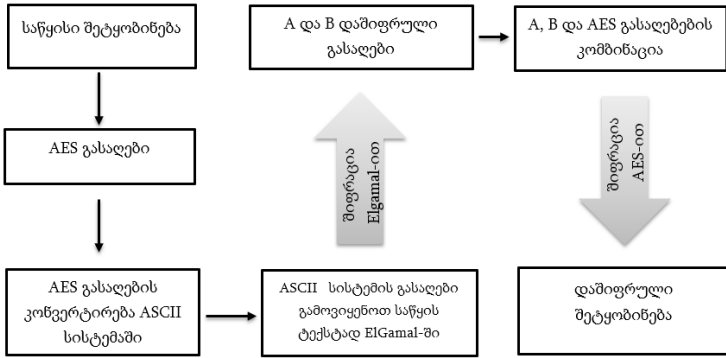 საწყისი შეტყობინება
AES გასაღები
AES გასაღების
კონვერტირება ASCII
სისტემაში
ASCII სისტემის გასაღები
გამოვიყენოთ საწყის
ტექსტად ElGamal-ში
შიფრაცია
Elgamal-ით
A და B დაშიფრული
გასაღები
A, B და AES გასაღებების
კომბინაცია
შიფრაცია
AES-ით
დაშიფრული
შეტყობინება